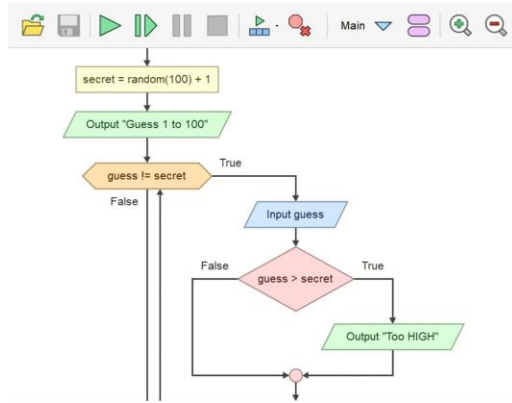 Main
secret = random(100) + 1
Output "Guess 1 to 100"
guess != secret
True
False
Input guess
guess > secret
False
True
Output "Too HIGH"